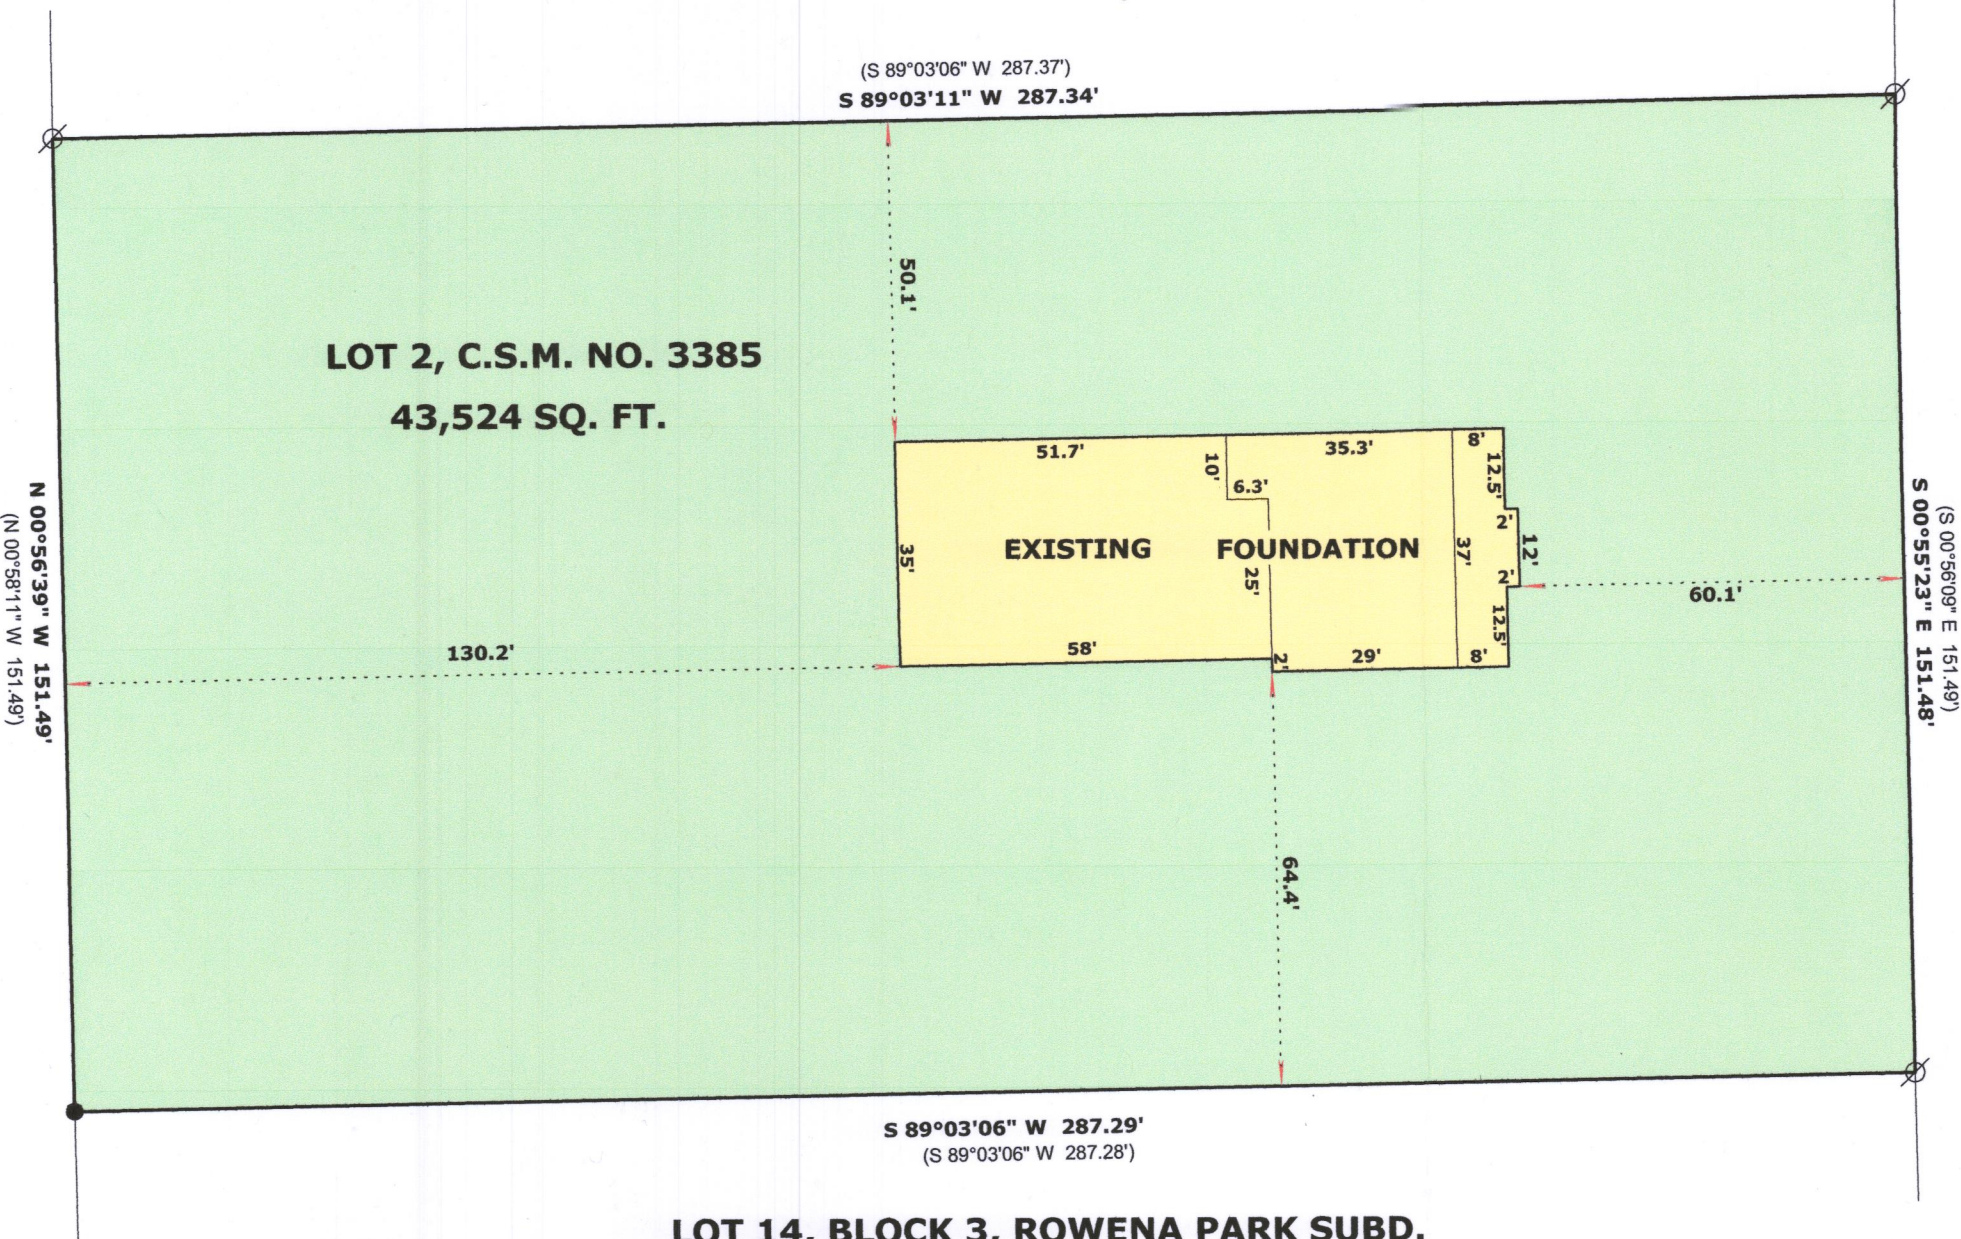 (S 89°03'06" W 287.37')
S 89°03'11" W 287.34'
50.1'
LOT 2, C.S.M. NO. 3385
43,524 SQ. FT.
51.7'
10'
6.3'
35.3'
8'
12.5'
2'
12'
2'
12.5'
37'
EXISTING FOUNDATION
35'
25'
58'
2'
29'
8'
60.1'
130.2'
64.4'
N 00°56'39" W 151.49'
(N 00°58'11" W 151.49')
S 00°55'23" E 151.48'
(S 00°56'09" E 151.49')
S 89°03'06" W 287.29'
(S 89°03'06" W 287.28')
LOT 14, BLOCK 3, ROWENA PARK SUBD.